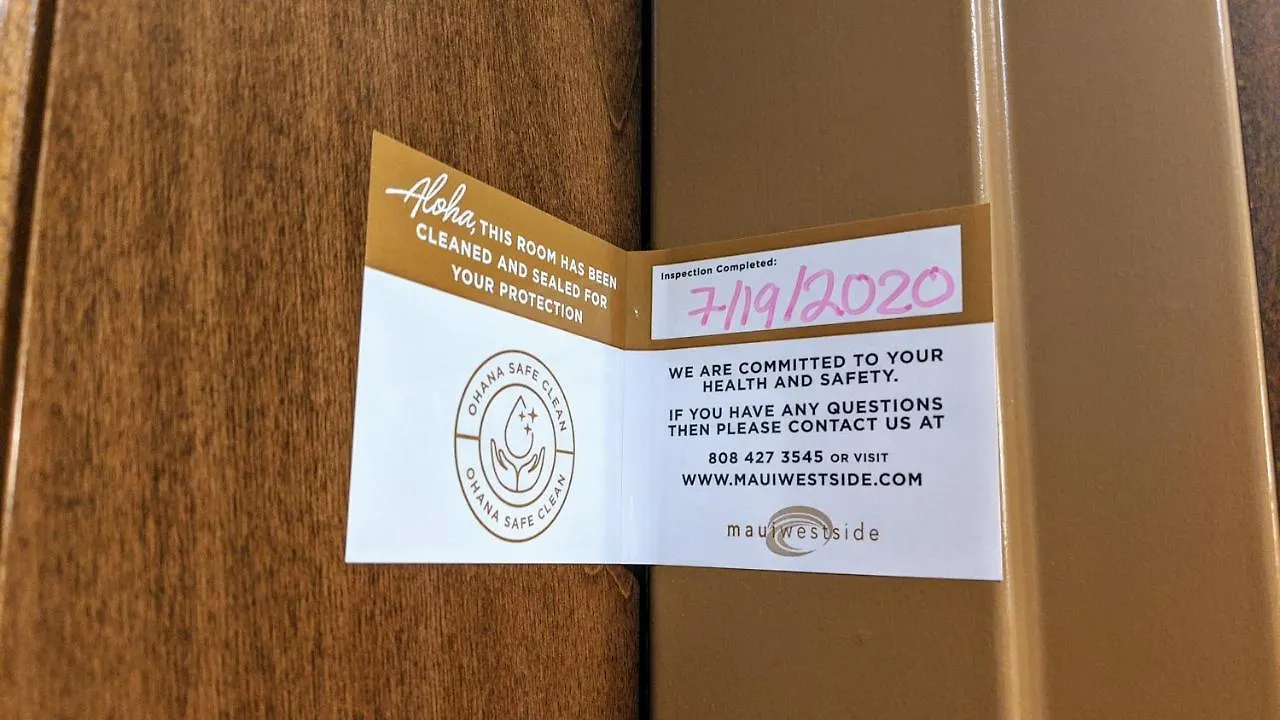 Aloha, THIS ROOM HAS BEEN
CLEANED AND SEALED FOR
YOUR PROTECTION
OHANA SAFE CLEAN
OHANA SAFE CLEAN
Inspection Completed:
7/19/2020
WE ARE COMMITTED TO YOUR
HEALTH AND SAFETY.
IF YOU HAVE ANY QUESTIONS
THEN PLEASE CONTACT US AT
808 427 3545 OR VISIT
WWW.MAUIWESTSIDE.COM
mauiwestside